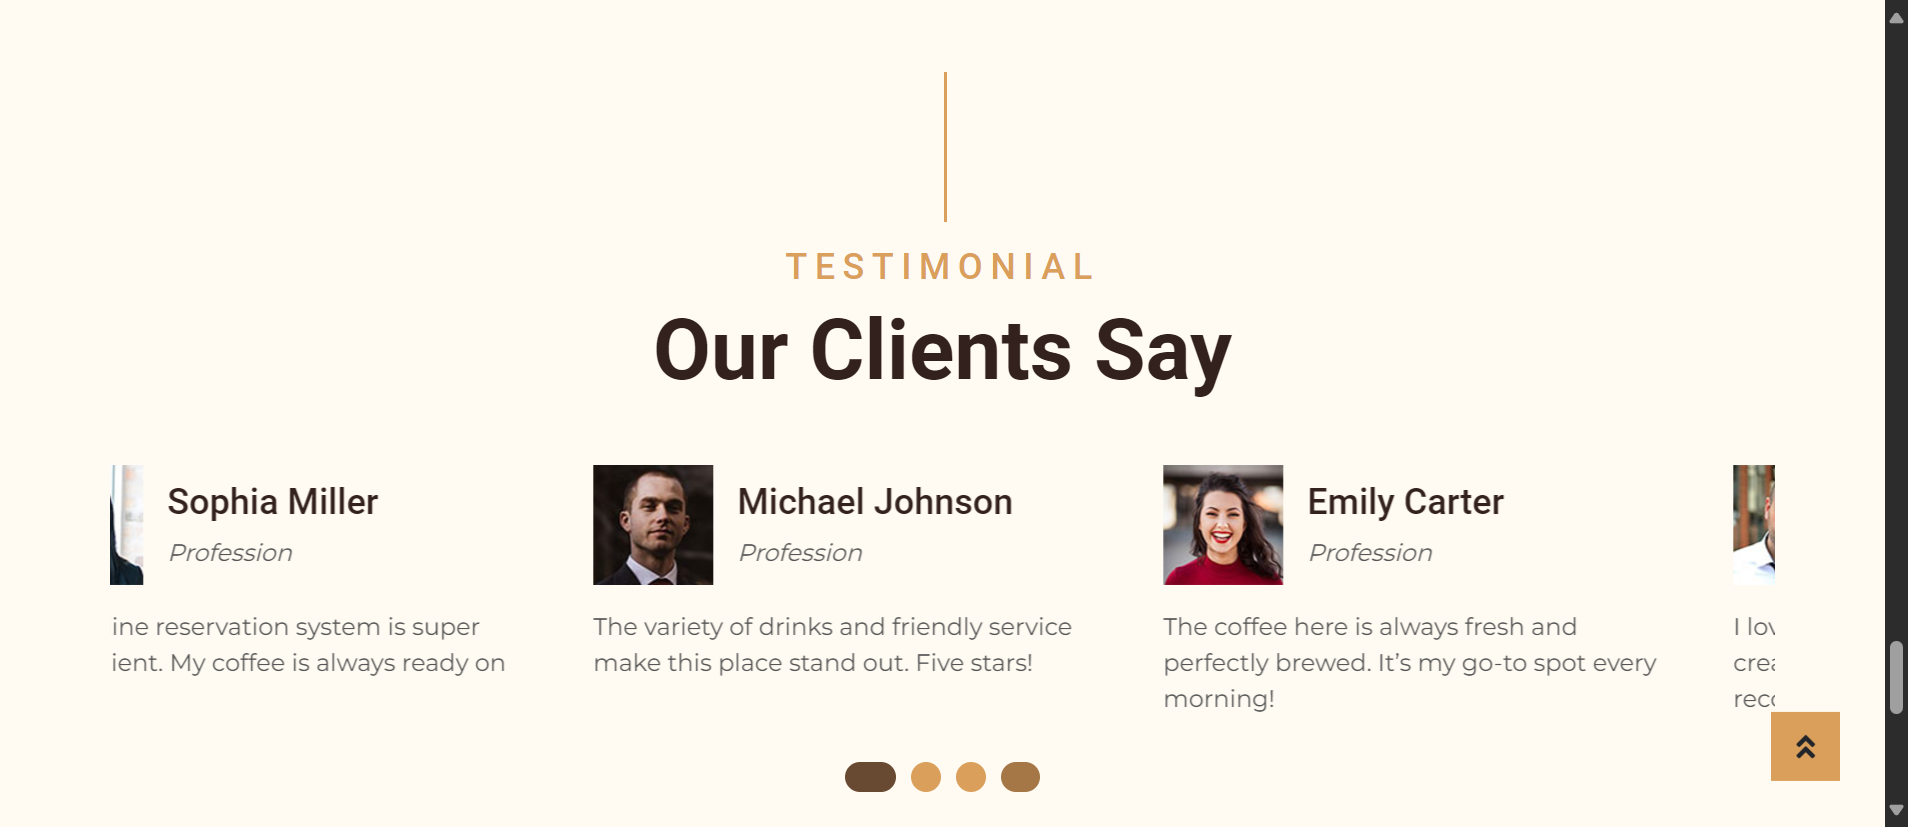 TESTIMONIAL
Our Clients Say
Sophia Miller
Profession
ine reservation system is super
ient. My coffee is always ready on
Michael Johnson
Profession
The variety of drinks and friendly service
make this place stand out. Five stars!
Emily Carter
Profession
The coffee here is always fresh and
perfectly brewed. It’s my go-to spot every
morning!
I lov
crea
reco